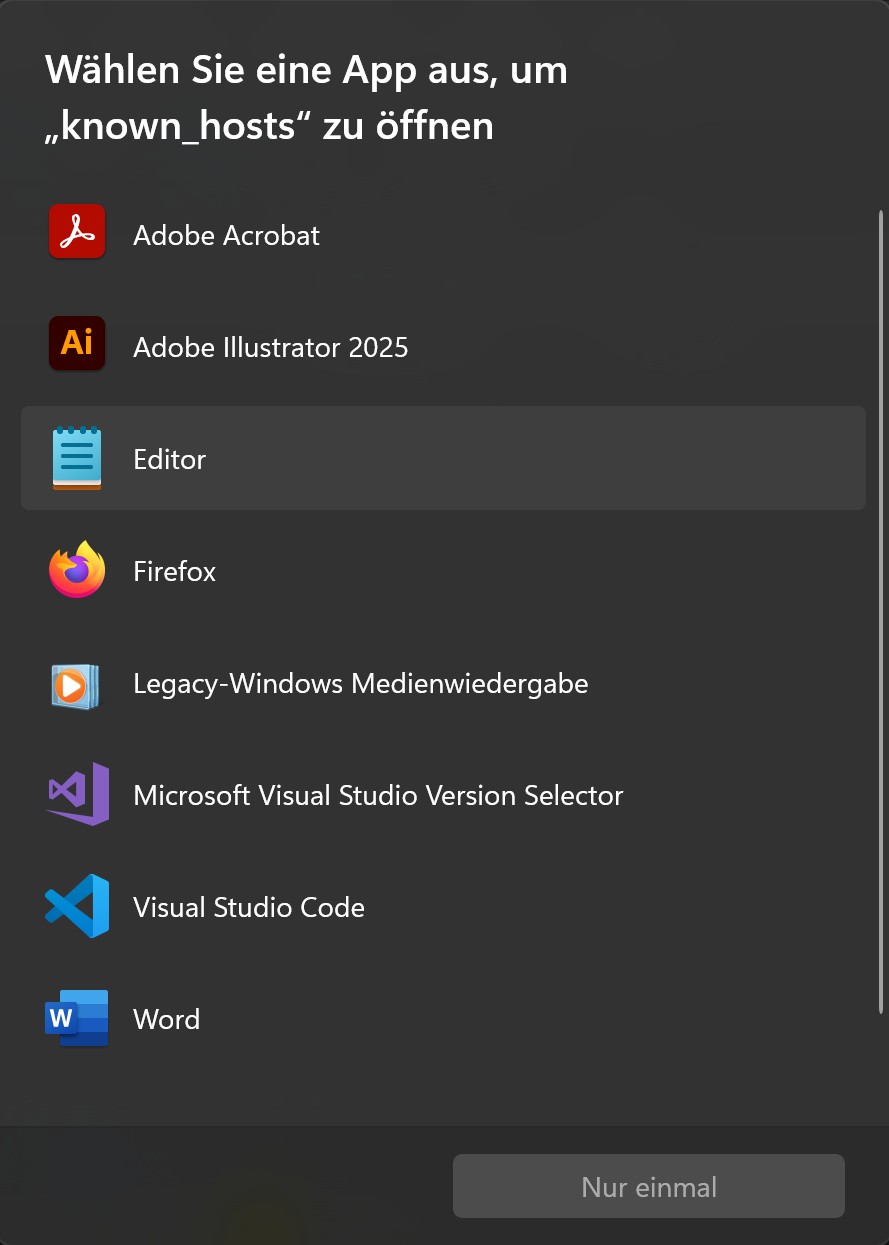 Wählen Sie eine App aus, um
„known_hosts“ zu öffnen
Adobe Acrobat
Ai
Adobe Illustrator 2025
Editor
Firefox
Legacy-Windows Medienwiedergabe
Microsoft Visual Studio Version Selector
Visual Studio Code
W
Word
Nur einmal